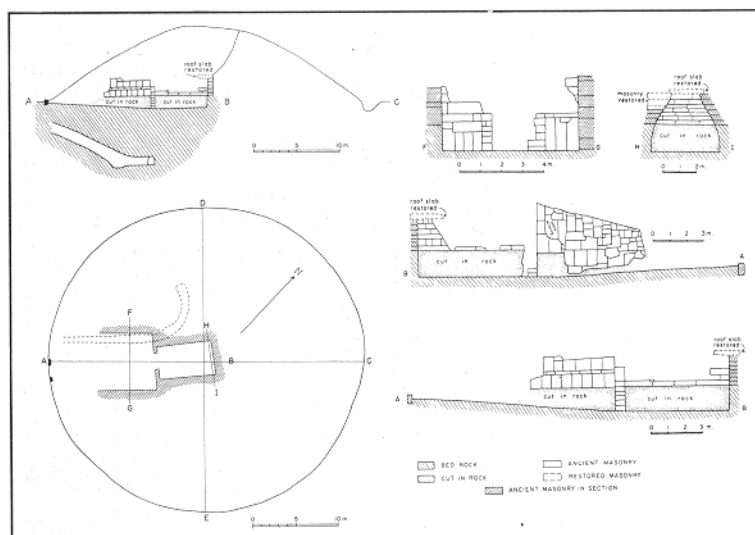 roof slab
restored
A
cut in rock
cut in rock
B
C
0 5 10 m.
F
D
0 1 2 3 4 m.
roof slab
restored
masonry
restored
cut in rock
H
I
0 1 2 m.
roof slab
restored
0 1 2 3 m.
A
B
cut in rock
D
N
F
H
A
B
C
G
I
E
0 5 10 m.
roof slab
restored
A
cut in rock
cut in rock
B
0 1 2 3 m.
BED ROCK
CUT IN ROCK
ANCIENT MASONRY
RESTORED MASONRY
ANCIENT MASONRY IN SECTION